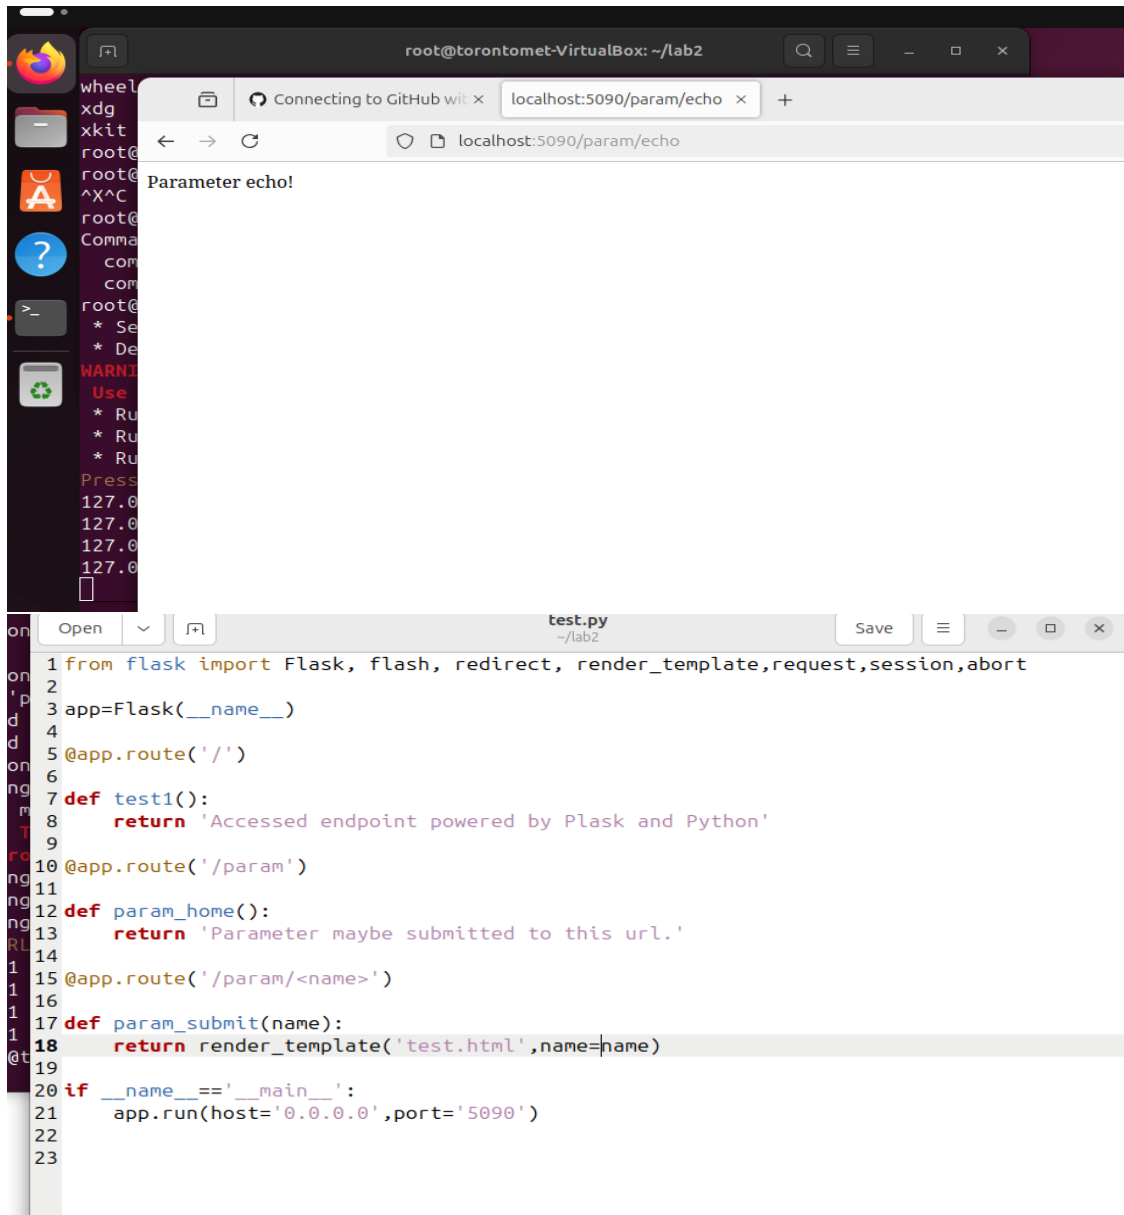 root@torontomet-VirtualBox: ~/lab2
wheel
xdg
xkit
root@
root@
^X^C
root@
Comma
com
com
root@
* Se
* De
WARNI
Use
* Ru
* Ru
* Ru
Press
127.0
127.0
127.0
127.0
Connecting to GitHub wit
localhost:5090/param/echo
localhost:5090/param/echo
Parameter echo!
Open
test.py
~/lab2
Save
1 from flask import Flask, flash, redirect, render_template,request,session,abort
2
3 app=Flask(__name__)
4
5 @app.route('/')
6
7 def test1():
8 return 'Accessed endpoint powered by Plask and Python'
9
10 @app.route('/param')
11
12 def param_home():
13 return 'Parameter maybe submitted to this url.'
14
15 @app.route('/param/<name>')
16
17 def param_submit(name):
18 return render_template('test.html',name=name)
19
20 if __name__=='__main__':
21 app.run(host='0.0.0.0',port='5090')
22
23